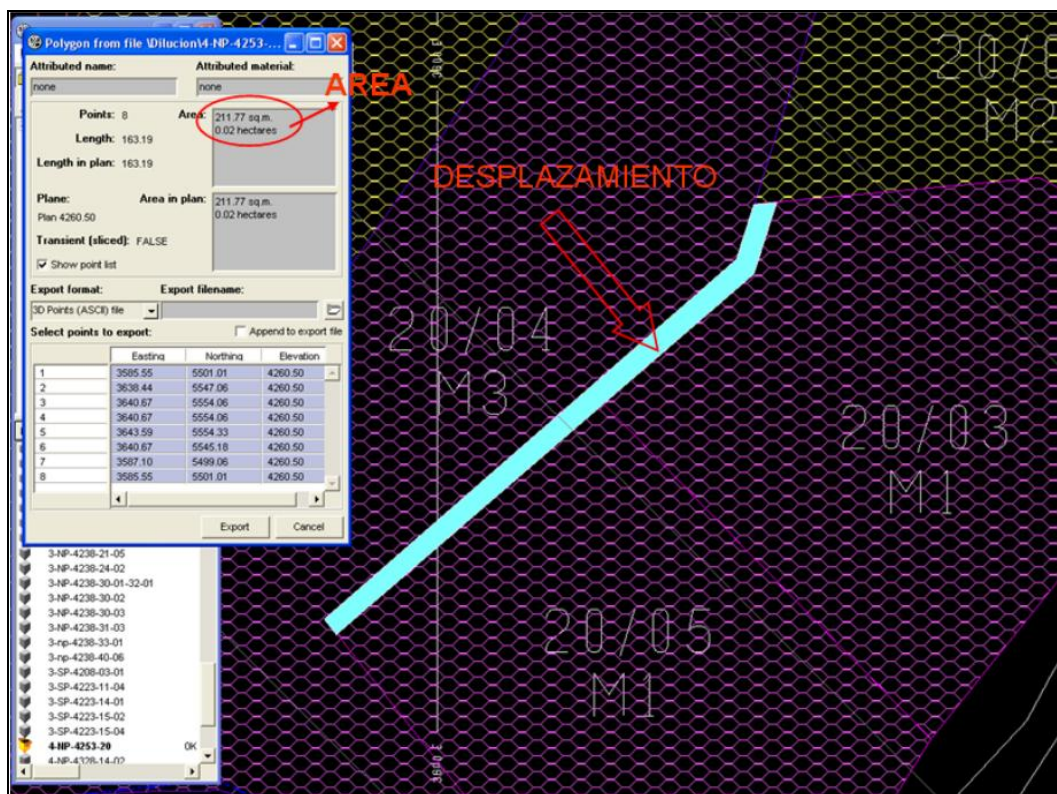 Polygon from file \Dilucion\4-NP-4253-...
Attributed name: Attributed material:
none none
AREA
Points: 8 Area: 211.77 sq.m.
0.02 hectares
Length: 163.19
Length in plan: 163.19
Plane: Area in plan: 211.77 sq.m.
Plan 4260.50 0.02 hectares
Transient (sliced): FALSE
Show point list
Export format: Export filename:
3D Points (ASCII) file
Select points to export: Append to export file
Easting Northing Elevation
1 3585.55 5501.01 4260.50
2 3638.44 5547.06 4260.50
3 3640.67 5554.06 4260.50
4 3640.67 5554.06 4260.50
5 3643.59 5554.33 4260.50
6 3640.67 5545.18 4260.50
7 3587.10 5499.06 4260.50
8 3585.55 5501.01 4260.50
Export Cancel
3-NP-4238-21-05
3-NP-4238-24-02
3-NP-4238-30-01-32-01
3-NP-4238-30-02
3-NP-4238-30-03
3-NP-4238-31-03
3-np-4238-33-01
3-np-4238-40-06
3-SP-4208-03-01
3-SP-4223-11-04
3-SP-4223-14-01
3-SP-4223-15-02
3-SP-4223-15-04
4-NP-4253-20 OK
4-NP-4328-14-02
3600 E
DESPLAZAMIENTO
M2
20/04
M3
20/03
M1
20/05
M1
3600 E